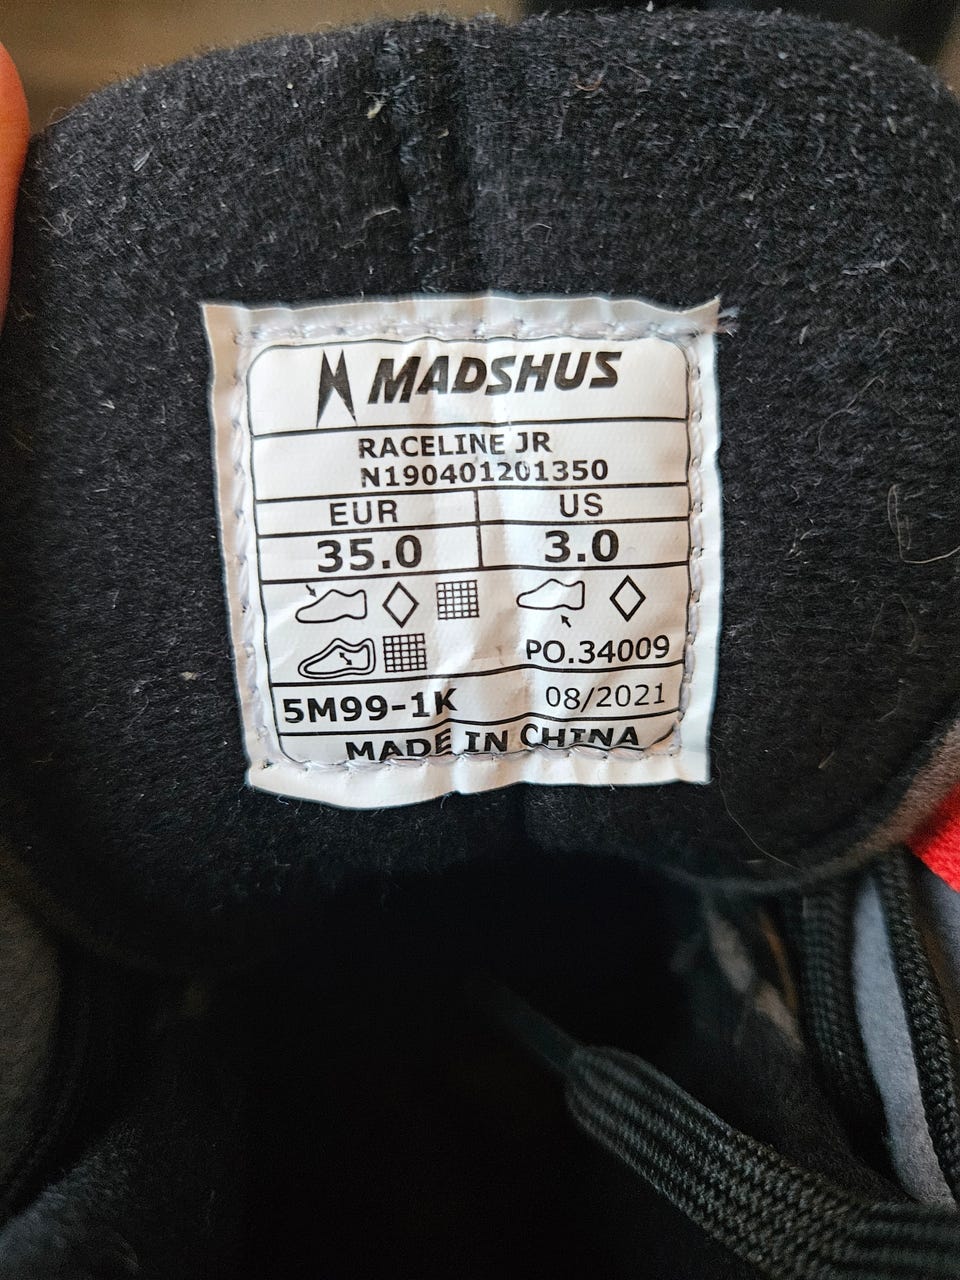 MADSHUS
RACELINE JR
N190401201350
EUR US
35.0 3.0
PO.34009
5M99-1K 08/2021
MADE IN CHINA